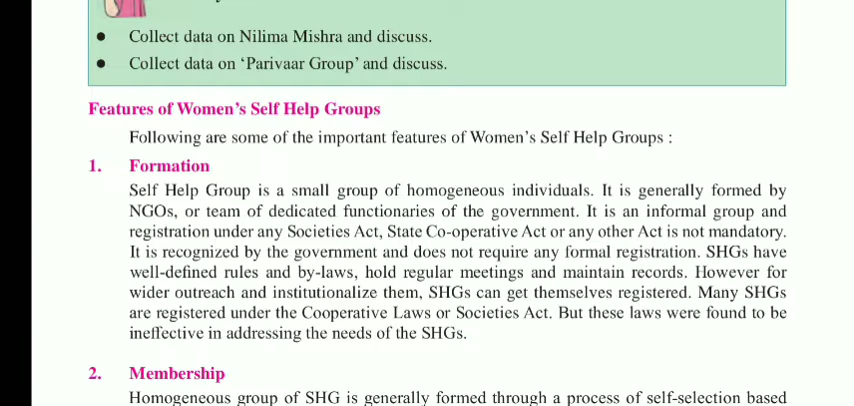 ● Collect data on Nilima Mishra and discuss.
● Collect data on ‘Parivaar Group’ and discuss.
Features of Women’s Self Help Groups
Following are some of the important features of Women’s Self Help Groups :
1. Formation
Self Help Group is a small group of homogeneous individuals. It is generally formed by
NGOs, or team of dedicated functionaries of the government. It is an informal group and
registration under any Societies Act, State Co-operative Act or any other Act is not mandatory.
It is recognized by the government and does not require any formal registration. SHGs have
well-defined rules and by-laws, hold regular meetings and maintain records. However for
wider outreach and institutionalize them, SHGs can get themselves registered. Many SHGs
are registered under the Cooperative Laws or Societies Act. But these laws were found to be
ineffective in addressing the needs of the SHGs.
2. Membership
Homogeneous group of SHG is generally formed through a process of self-selection based